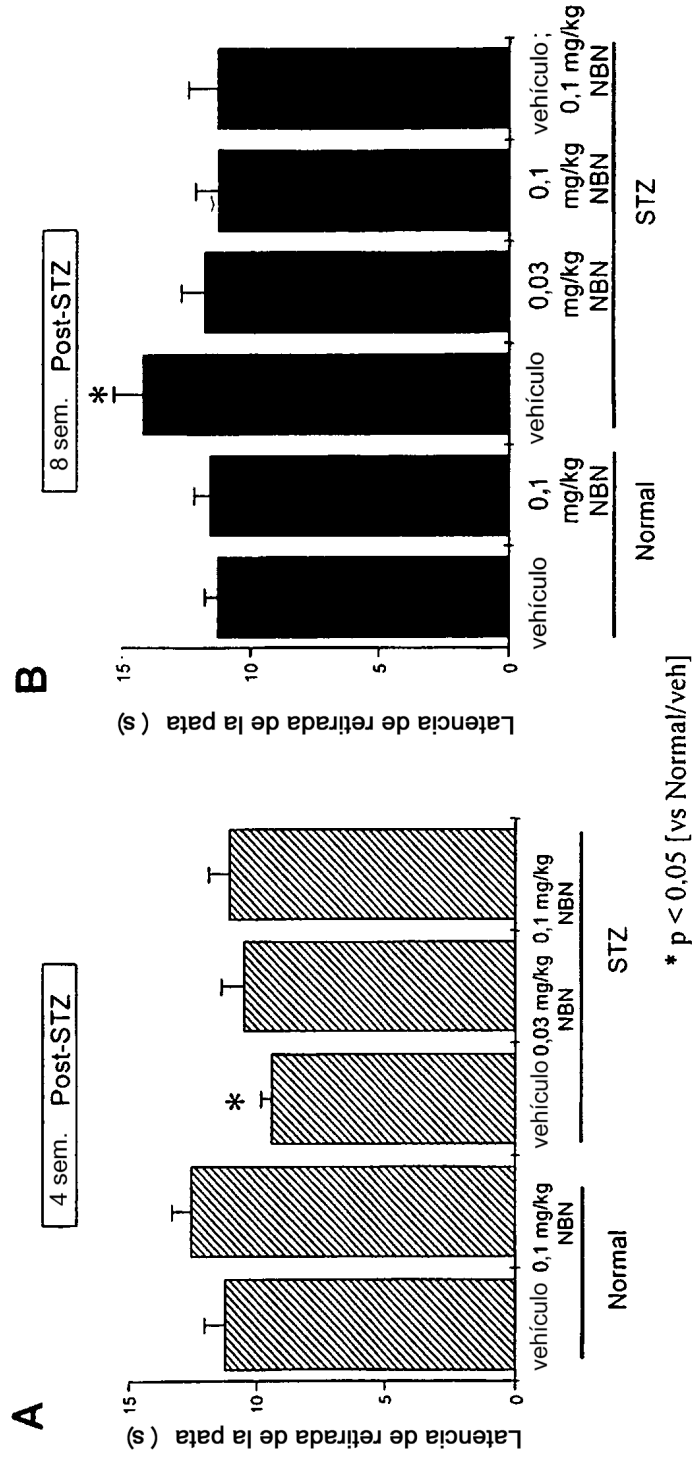 A
4 sem. Post-STZ
Latencia de retirada de la pata (s)
15
10
5
0
vehículo
0,1 mg/kg
NBN
vehículo
0,03 mg/kg
NBN
0,1 mg/kg
NBN
Normal
STZ
*
B
8 sem. Post-STZ
Latencia de retirada de la pata (s)
15
10
5
0
vehículo
0,1
mg/kg
NBN
vehículo
0,03
mg/kg
NBN
0,1
mg/kg
NBN
vehículo ;
0,1 mg/kg
NBN
Normal
STZ
*
* p < 0,05 [vs Normal/veh]